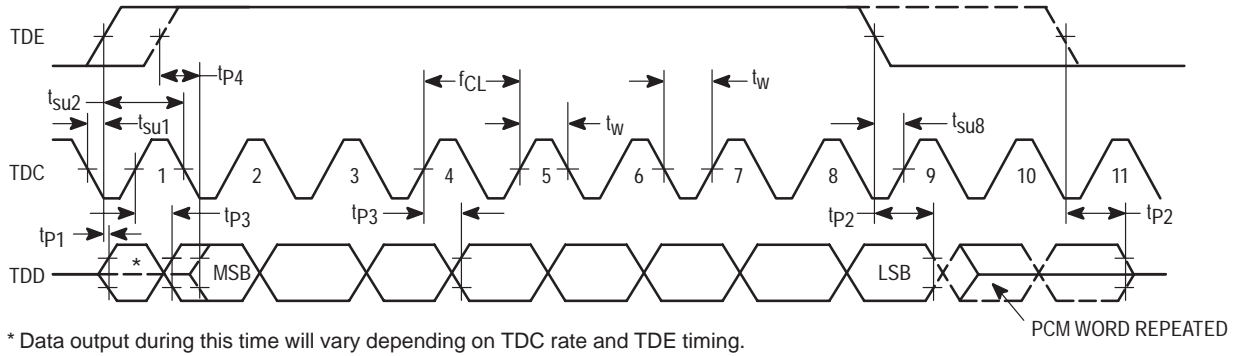 TDE
tP4
tsu2
fCL
tw
tsu1
tw
tsu8
TDC
1 2 3 4 5 6 7 8 9 10 11
tP3
tP3
tP2
tP2
tP1
TDD
* MSB LSB
PCM WORD REPEATED
* Data output during this time will vary depending on TDC rate and TDE timing.